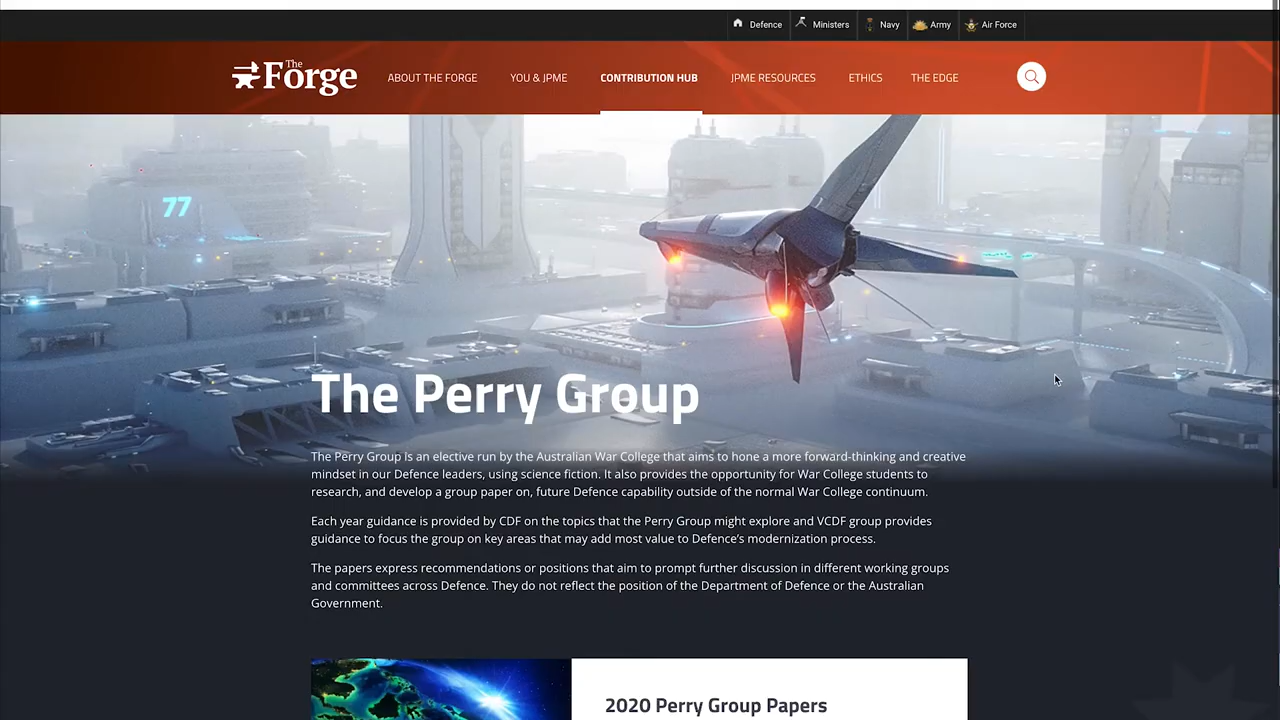 Defence Ministers Navy Army Air Force
The Forge
ABOUT THE FORGE YOU & JPME CONTRIBUTION HUB JPME RESOURCES ETHICS THE EDGE
77
The Perry Group
The Perry Group is an elective run by the Australian War College that aims to hone a more forward-thinking and creative
mindset in our Defence leaders, using science fiction. It also provides the opportunity for War College students to
research, and develop a group paper on, future Defence capability outside of the normal War College continuum.
Each year guidance is provided by CDF on the topics that the Perry Group might explore and VCDF group provides
guidance to focus the group on key areas that may add most value to Defence’s modernization process.
The papers express recommendations or positions that aim to prompt further discussion in different working groups
and committees across Defence. They do not reflect the position of the Department of Defence or the Australian
Government.
2020 Perry Group Papers